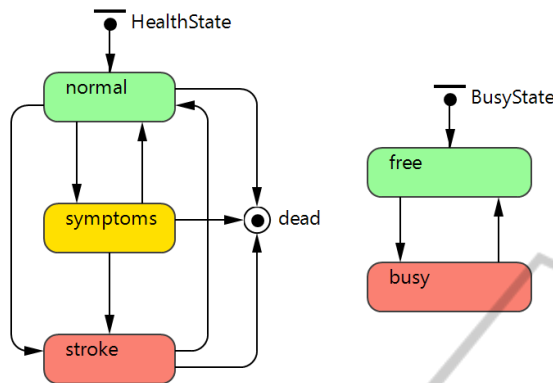 HealthState
normal
symptoms
dead
stroke
BusyState
free
busy